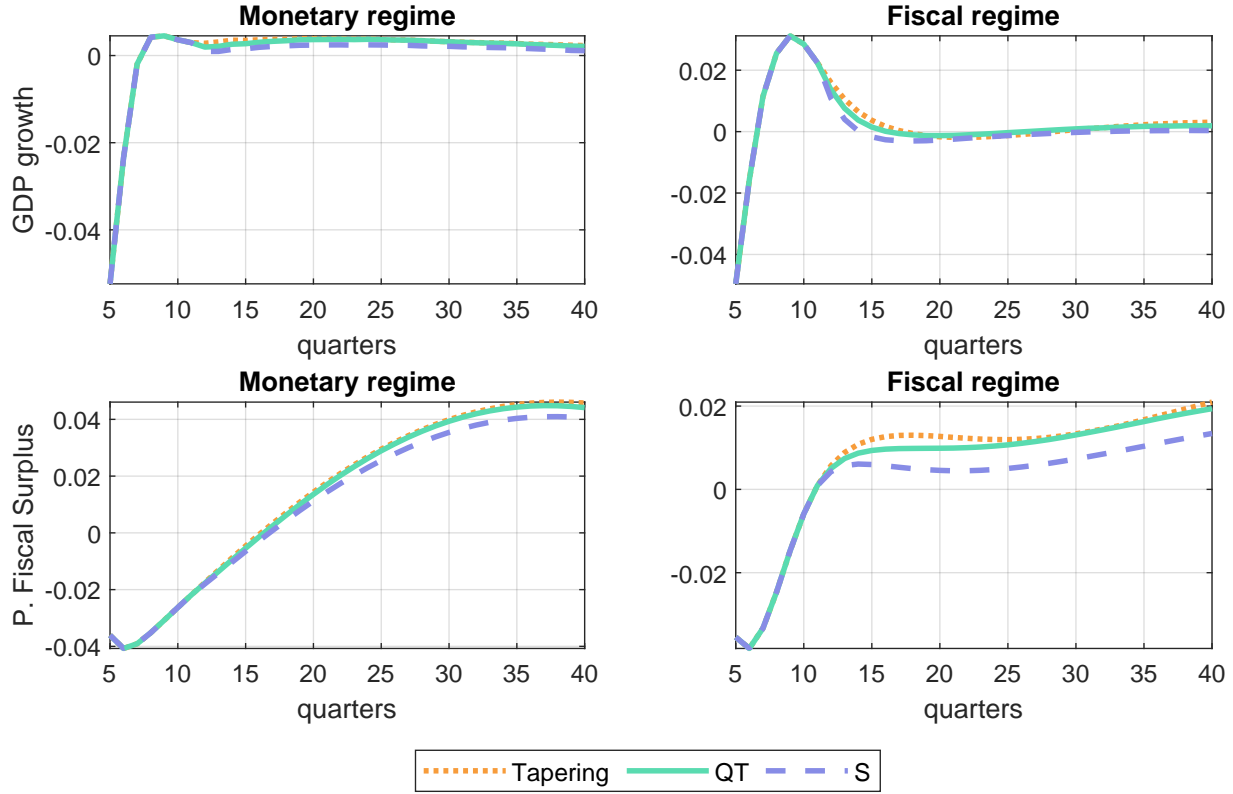 Monetary regime
GDP growth
0
-0.02
-0.04
5 10 15 20 25 30 35 40
quarters
Fiscal regime
0.02
0
-0.02
-0.04
5 10 15 20 25 30 35 40
quarters
Monetary regime
P. Fiscal Surplus
0.04
0.02
0
-0.02
-0.04
5 10 15 20 25 30 35 40
quarters
Fiscal regime
0.02
0
-0.02
5 10 15 20 25 30 35 40
quarters
Tapering QT S